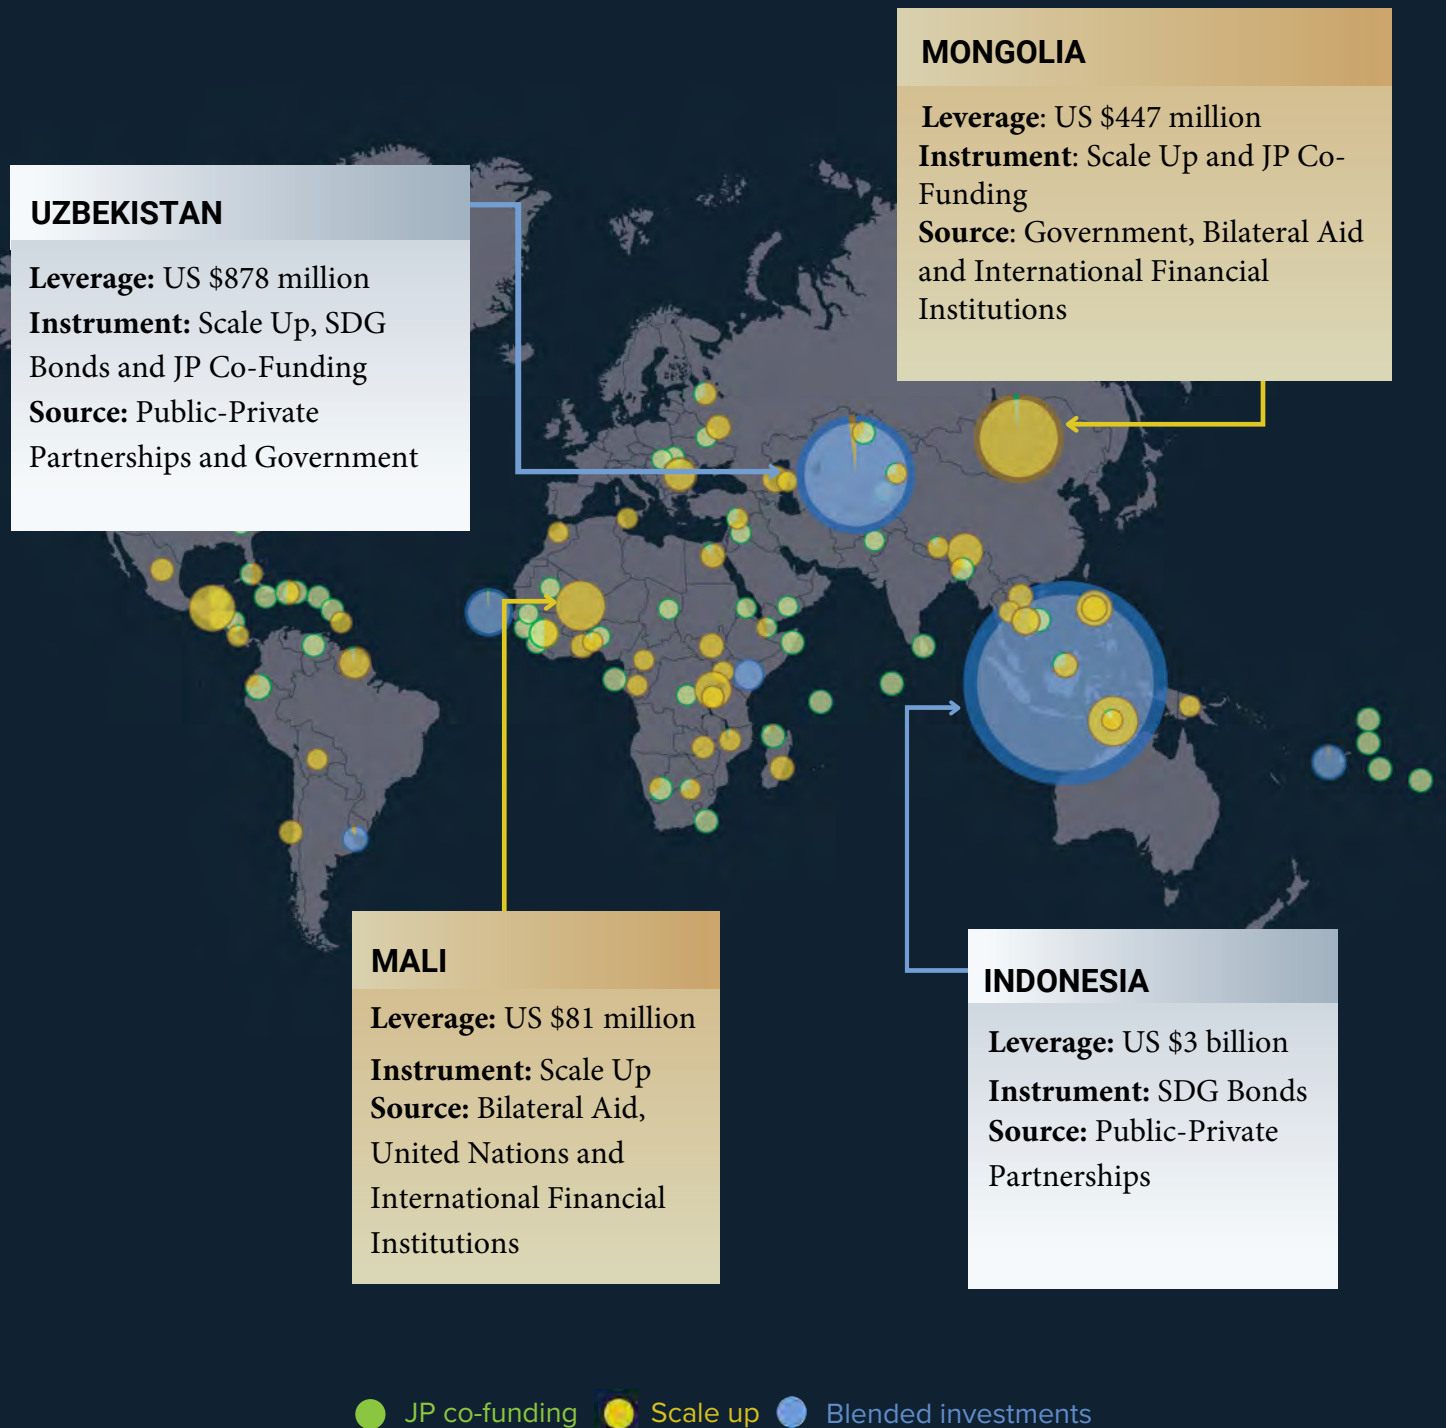 MONGOLIA
Leverage: US $447 million
Instrument: Scale Up and JP Co-
Funding
Source: Government, Bilateral Aid
and International Financial
Institutions
UZBEKISTAN
Leverage: US $878 million
Instrument: Scale Up, SDG
Bonds and JP Co-Funding
Source: Public-Private
Partnerships and Government
MALI
Leverage: US $81 million
Instrument: Scale Up
Source: Bilateral Aid,
United Nations and
International Financial
Institutions
INDONESIA
Leverage: US $3 billion
Instrument: SDG Bonds
Source: Public-Private
Partnerships
JP co-funding Scale up Blended investments